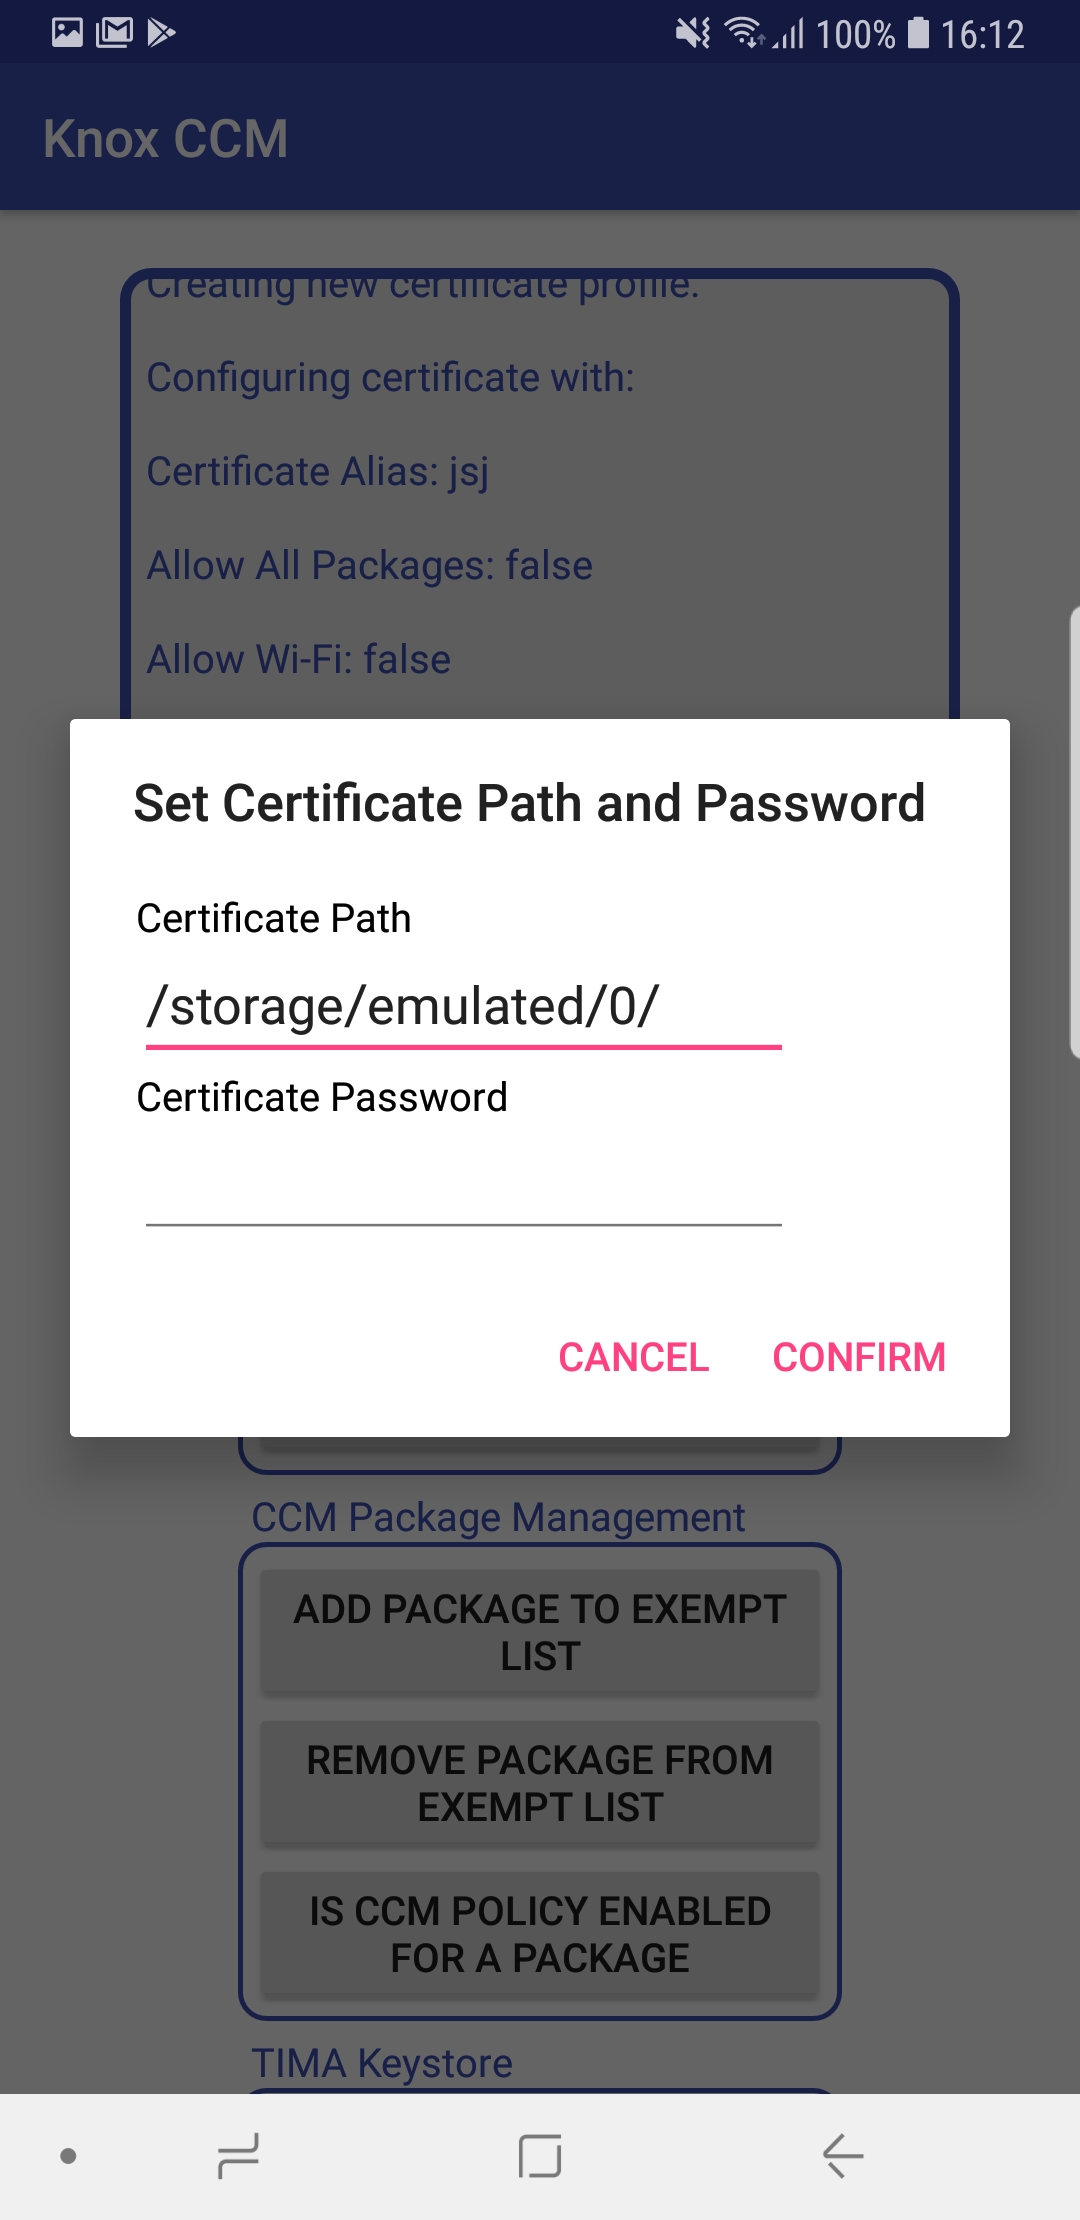 100% 16:12
Knox CCM
Creating new certificate profile.
Configuring certificate with:
Certificate Alias: jsj
Allow All Packages: false
Allow Wi-Fi: false
Set Certificate Path and Password
Certificate Path
/storage/emulated/0/
Certificate Password
CANCEL CONFIRM
CCM Package Management
ADD PACKAGE TO EXEMPT
LIST
REMOVE PACKAGE FROM
EXEMPT LIST
IS CCM POLICY ENABLED
FOR A PACKAGE
TIMA Keystore